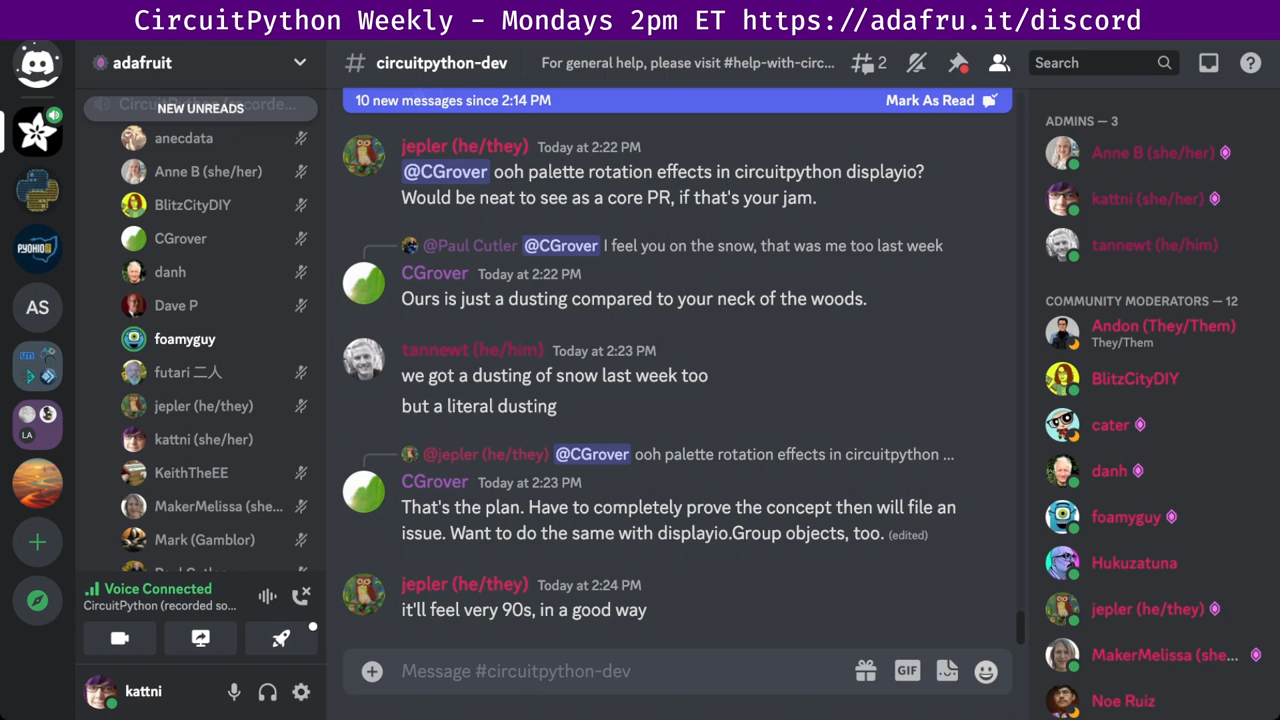 CircuitPython Weekly - Mondays 2pm ET https://adafru.it/discord
adafruit
# circuitpython-dev
For general help, please visit #help-with-circ...
2
Search
NEW UNREADS
anecdata
Anne B (she/her)
BlitzCityDIY
CGrover
danh
Dave P
foamyguy
futari 二人
jepler (he/they)
kattni (she/her)
KeithTheEE
MakerMelissa (she...
Mark (Gamblor)
Voice Connected
CircuitPython (recorded so...
kattni
AS
LA
10 new messages since 2:14 PM
Mark As Read
jepler (he/they) Today at 2:22 PM
@CGrover ooh palette rotation effects in circuitpython displayio?
Would be neat to see as a core PR, if that's your jam.
@Paul Cutler @CGrover I feel you on the snow, that was me too last week
CGrover Today at 2:22 PM
Ours is just a dusting compared to your neck of the woods.
tannewt (he/him) Today at 2:23 PM
we got a dusting of snow last week too
but a literal dusting
@jepler (he/they) @CGrover ooh palette rotation effects in circuitpython ...
CGrover Today at 2:23 PM
That's the plan. Have to completely prove the concept then will file an
issue. Want to do the same with displayio.Group objects, too. (edited)
jepler (he/they) Today at 2:24 PM
it'll feel very 90s, in a good way
Message #circuitpython-dev
GIF
ADMINS — 3
Anne B (she/her)
kattni (she/her)
tannewt (he/him)
COMMUNITY MODERATORS — 12
Andon (They/Them)
They/Them
BlitzCityDIY
cater
danh
foamyguy
Hukuzatuna
jepler (he/they)
MakerMelissa (she...
Noe Ruiz